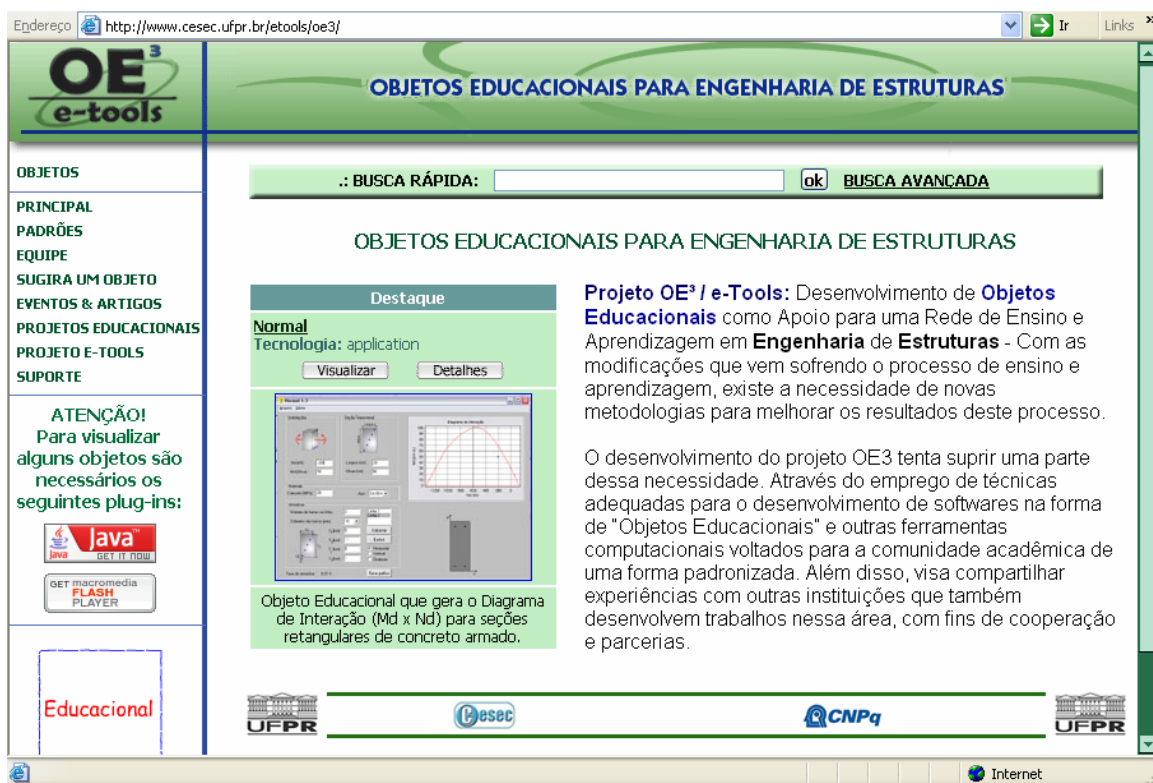 Endereço http://www.cesec.ufpr.br/etools/oe3/ Ir Links »
OE³
e-tools
OBJETOS EDUCACIONAIS PARA ENGENHARIA DE ESTRUTURAS
OBJETOS
PRINCIPAL
PADRÕES
EQUIPE
SUGIRA UM OBJETO
EVENTOS & ARTIGOS
PROJETOS EDUCACIONAIS
PROJETO E-TOOLS
SUPORTE
ATENÇÃO!
Para visualizar
alguns objetos são
necessários os
seguintes plug-ins:
Java
Java™
GET IT NOW
GET macromedia
FLASH
PLAYER
Educacional
.: BUSCA RÁPIDA: ok BUSCA AVANÇADA
OBJETOS EDUCACIONAIS PARA ENGENHARIA DE ESTRUTURAS
Destaque
Normal
Tecnologia: application
Visualizar Detalhes
Objeto Educacional que gera o Diagrama
de Interação (Md x Nd) para seções
retangulares de concreto armado.
Projeto OE³ / e-Tools: Desenvolvimento de Objetos
Educacionais como Apoio para uma Rede de Ensino e
Aprendizagem em Engenharia de Estruturas - Com as
modificações que vem sofrendo o processo de ensino e
aprendizagem, existe a necessidade de novas
metodologias para melhorar os resultados deste processo.
O desenvolvimento do projeto OE3 tenta suprir uma parte
dessa necessidade. Através do emprego de técnicas
adequadas para o desenvolvimento de softwares na forma
de "Objetos Educacionais" e outras ferramentas
computacionais voltados para a comunidade acadêmica de
uma forma padronizada. Além disso, visa compartilhar
experiências com outras instituições que também
desenvolvem trabalhos nessa área, com fins de cooperação
e parcerias.
UFPR Cesec CNPq UFPR
Internet